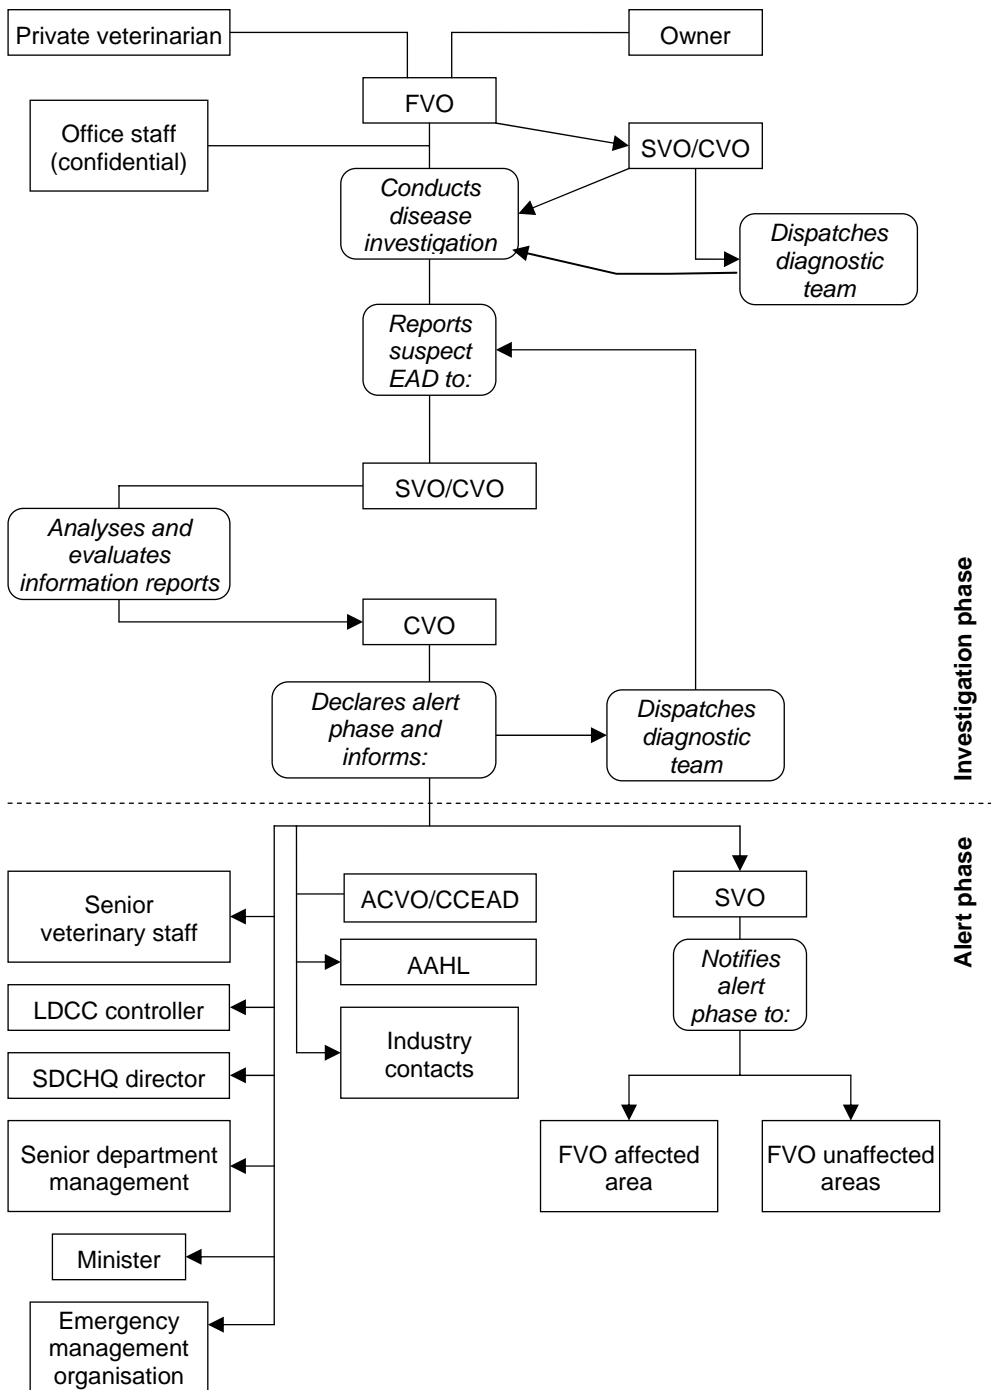 Private veterinarian
Owner
FVO
Office staff
(confidential)
SVO/CVO
Conducts
disease
investigation
Dispatches
diagnostic
team
Reports
suspect
EAD to:
SVO/CVO
Analyses and
evaluates
information reports
CVO
Declares alert
phase and
informs:
Dispatches
diagnostic
team
Investigation phase
Alert phase
Senior
veterinary staff
LDCC controller
SDCHQ director
Senior department
management
Minister
Emergency
management
organisation
ACVO/CCEAD
AAHL
Industry
contacts
SVO
Notifies
alert
phase to:
FVO affected
area
FVO unaffected
areas